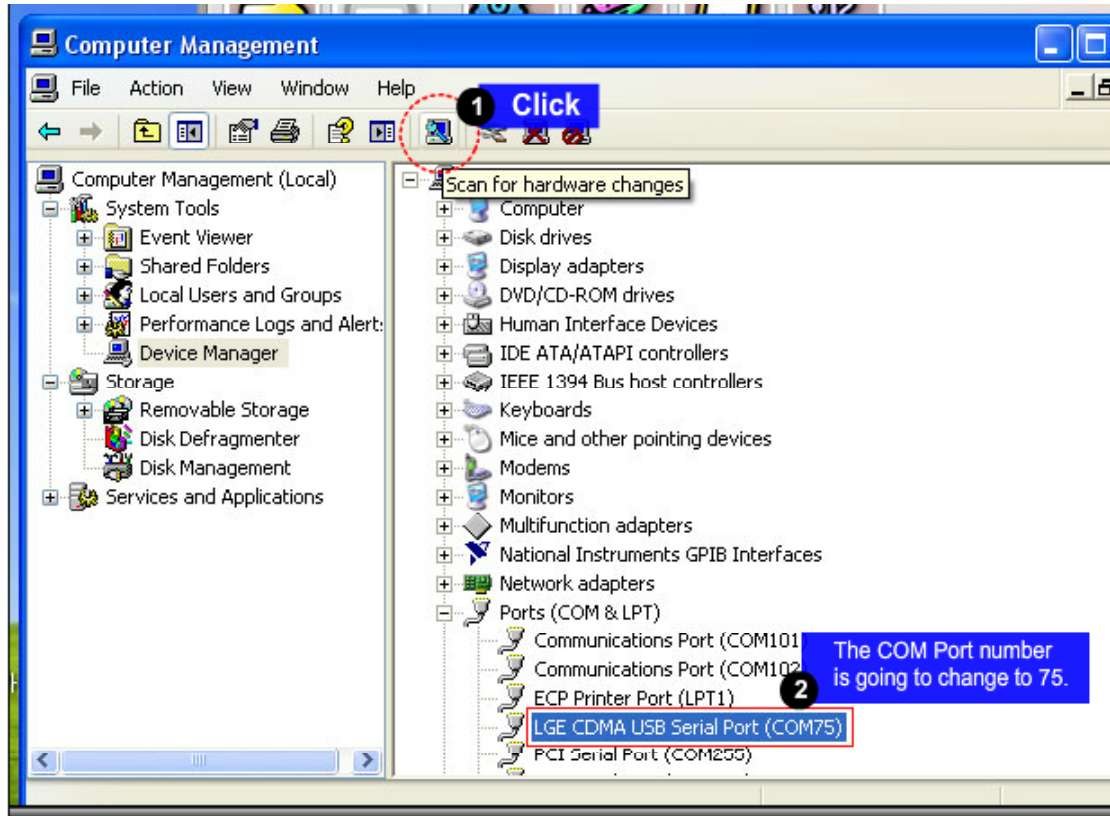 Computer Management
File Action View Window Help
1 Click
Scan for hardware changes
Computer Management (Local)
System Tools
Event Viewer
Shared Folders
Local Users and Groups
Performance Logs and Alert:
Device Manager
Storage
Removable Storage
Disk Defragmenter
Disk Management
Services and Applications
Computer
Disk drives
Display adapters
DVD/CD-ROM drives
Human Interface Devices
IDE ATA/ATAPI controllers
IEEE 1394 Bus host controllers
Keyboards
Mice and other pointing devices
Modems
Monitors
Multifunction adapters
National Instruments GPIB Interfaces
Network adapters
Ports (COM & LPT)
Communications Port (COM101)
Communications Port (COM102)
ECP Printer Port (LPT1)
LGE CDMA USB Serial Port (COM75)
PCI Serial Port (COM255)
2
The COM Port number
is going to change to 75.